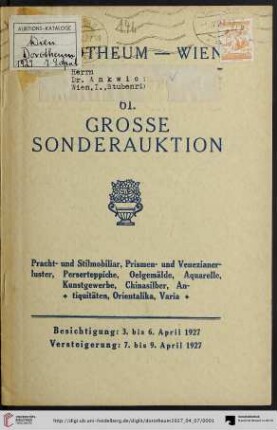 AUKTIONS-KATALOGE
Wien
Dorotheum
1927
THEUM — WIEN
Herrn
Dr. Ankwicz
Wien, I., Stubenri
61.
GROSSE
SONDERAUKTION
Pracht- und Stilmobiliar, Prismen- und Venezianer-
luster, Perserteppiche, Oelgemälde, Aquarelle,
Kunstgewerbe, Chinasilber, An-
✦ tiquitäten, Orientalika, Varia ✦
Besichtigung: 3. bis 6. April 1927
Versteigerung: 7. bis 9. April 1927
http://digi.ub.uni-heidelberg.de/diglit/dorotheum1927_04_07/0001